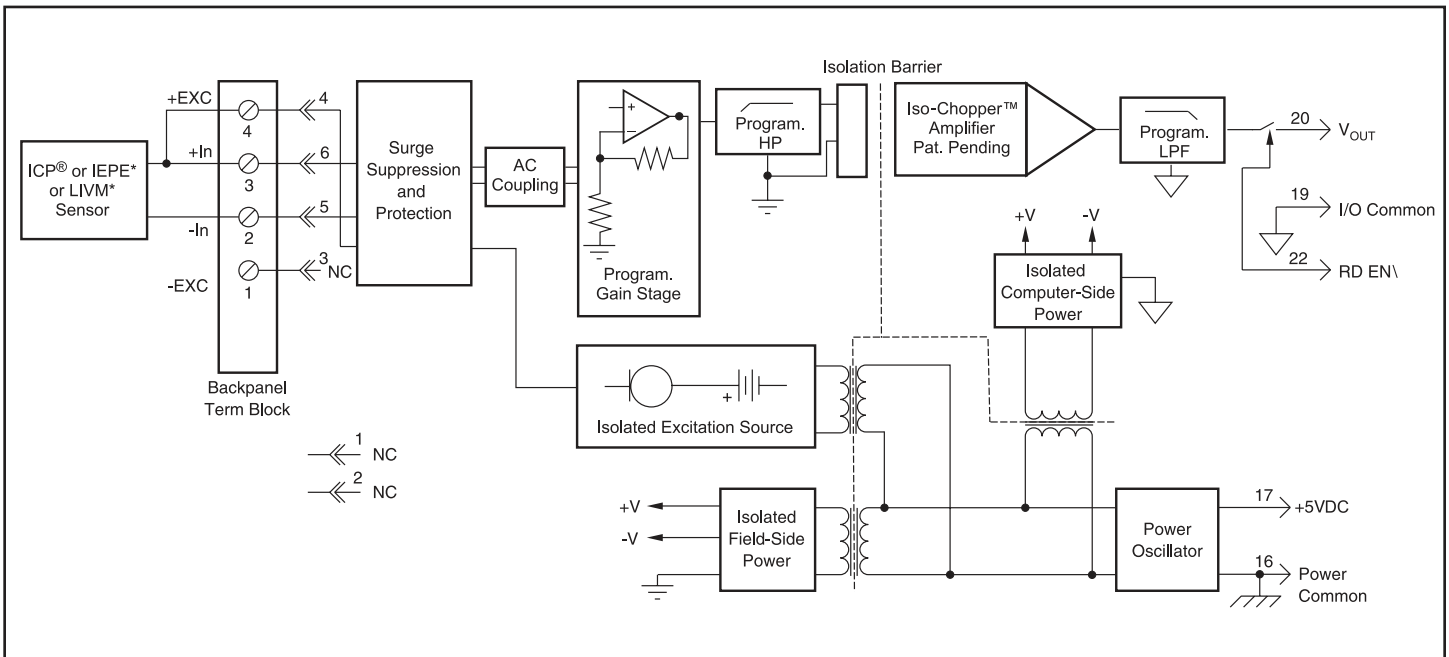 Isolation Barrier
+EXC
4
4
+In
6
3
-In
5
2
3
NC
-EXC
1
ICP® or IEPE*
or LIVM*
Sensor
Backpanel
Term Block
Surge
Suppression
and
Protection
AC
Coupling
+
–
Program.
Gain Stage
Program.
HP
Iso-Chopper™
Amplifier
Pat. Pending
Program.
LPF
20
VOUT
19
I/O Common
22
RD EN\
+V
-V
Isolated
Computer-Side
Power
+
Isolated Excitation Source
1
NC
2
NC
+V
-V
Isolated
Field-Side
Power
Power
Oscillator
17
+5VDC
16
Power
Common